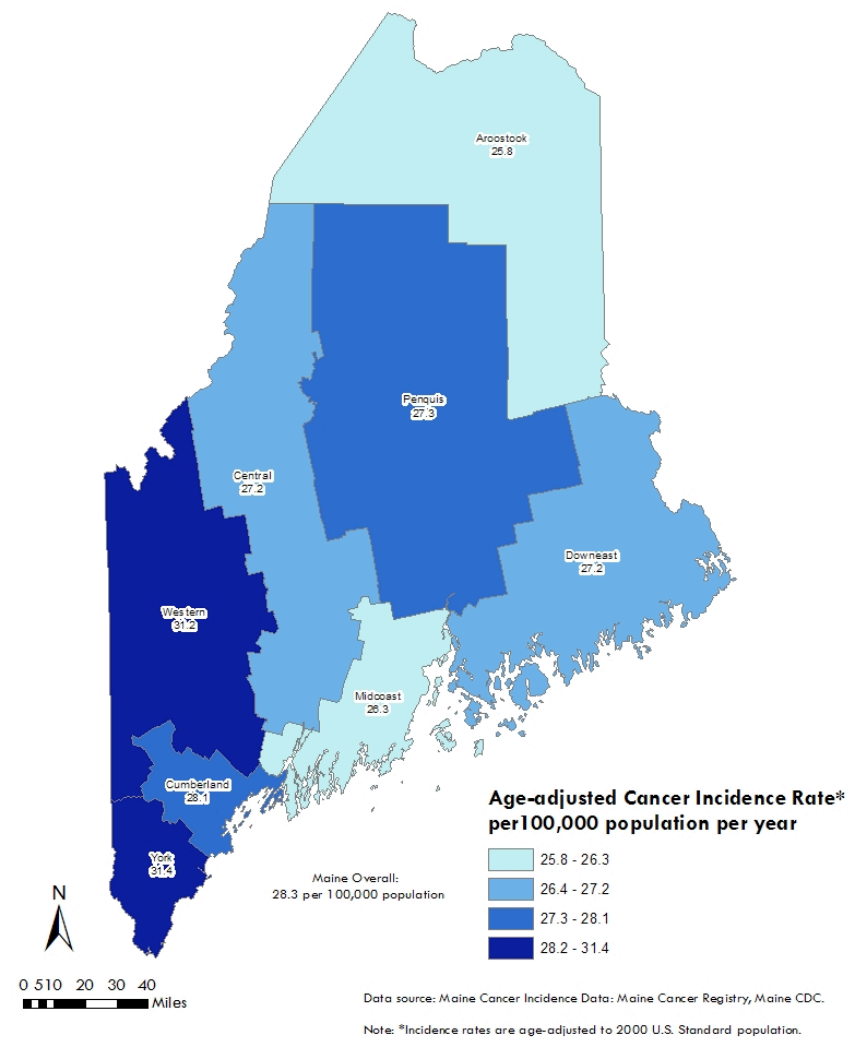 Aroostook
25.8
Penquis
27.3
Central
27.2
Downeast
27.2
Western
31.2
Midcoast
26.3
Cumberland
28.1
York
31.4
Age-adjusted Cancer Incidence Rate*
per100,000 population per year
25.8 - 26.3
26.4 - 27.2
27.3 - 28.1
28.2 - 31.4
Maine Overall:
28.3 per 100,000 population
N
0 510 20 30 40
Miles
Data source: Maine Cancer Incidence Data: Maine Cancer Registry, Maine CDC.
Note: *Incidence rates are age-adjusted to 2000 U.S. Standard population.